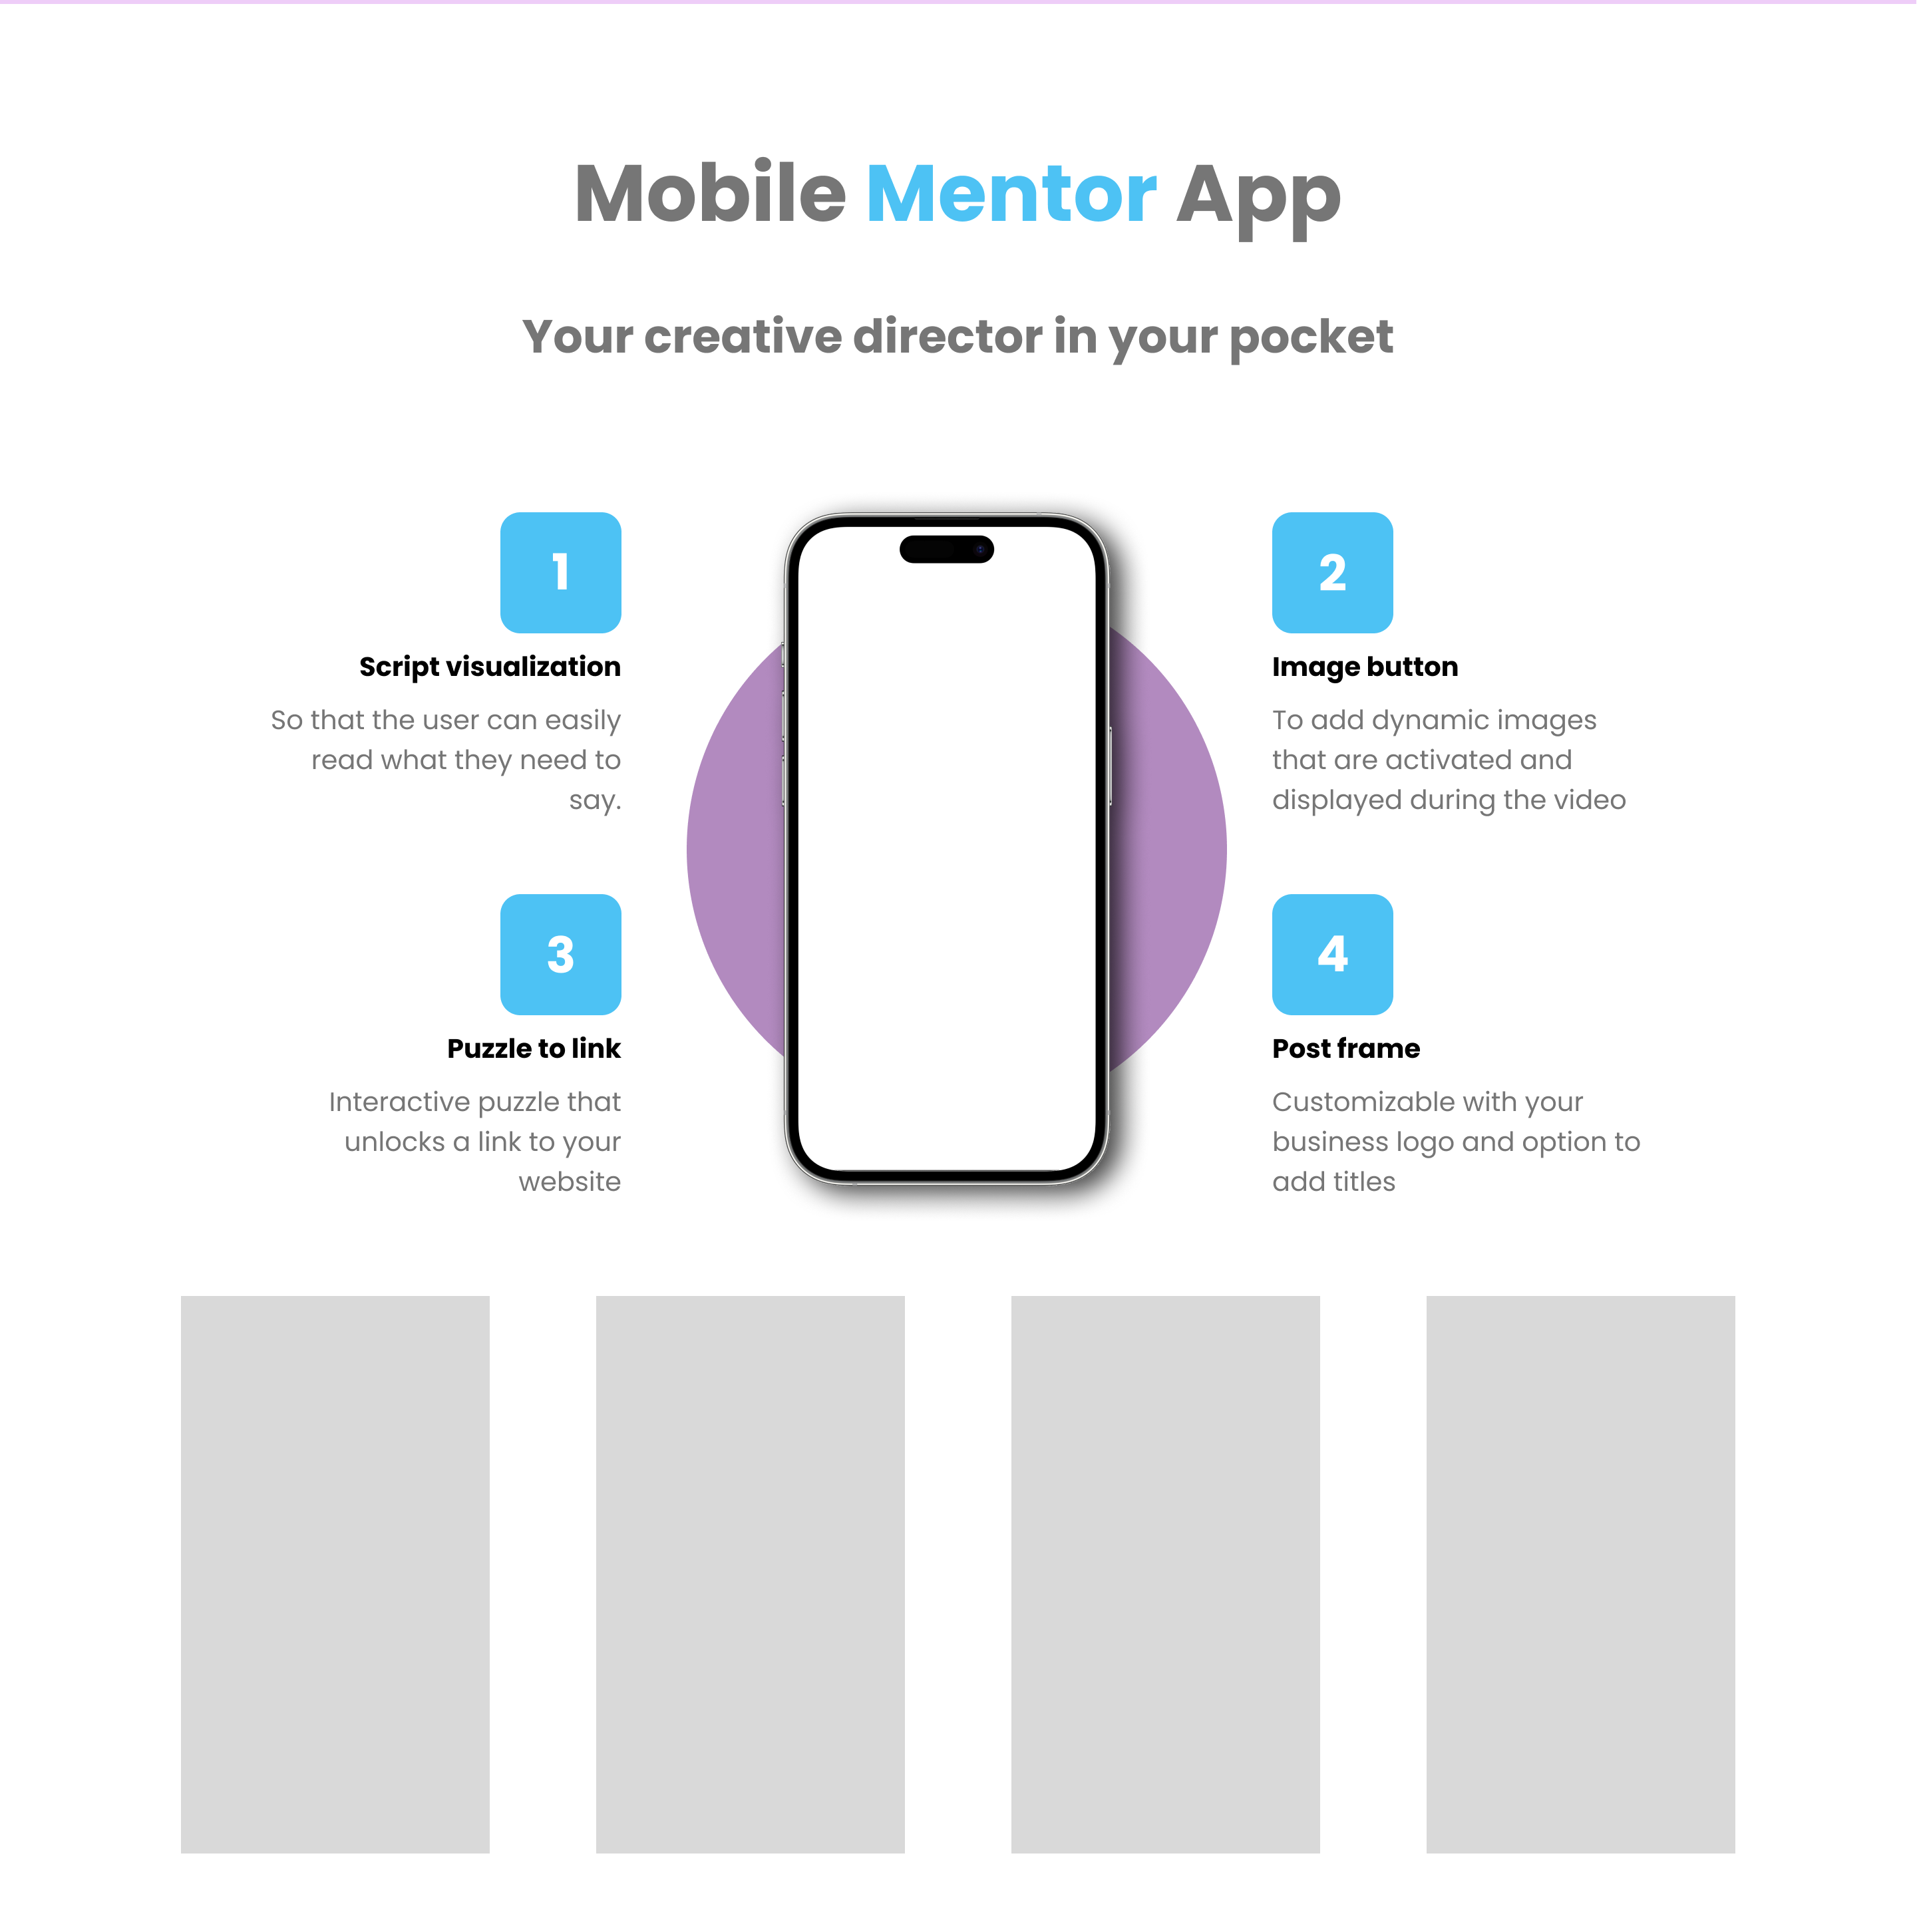 Mobile Mentor App
Your creative director in your pocket
1
Script visualization
So that the user can easily
read what they need to
say.
2
Image button
To add dynamic images
that are activated and
displayed during the video
3
Puzzle to link
Interactive puzzle that
unlocks a link to your
website
4
Post frame
Customizable with your
business logo and option to
add titles